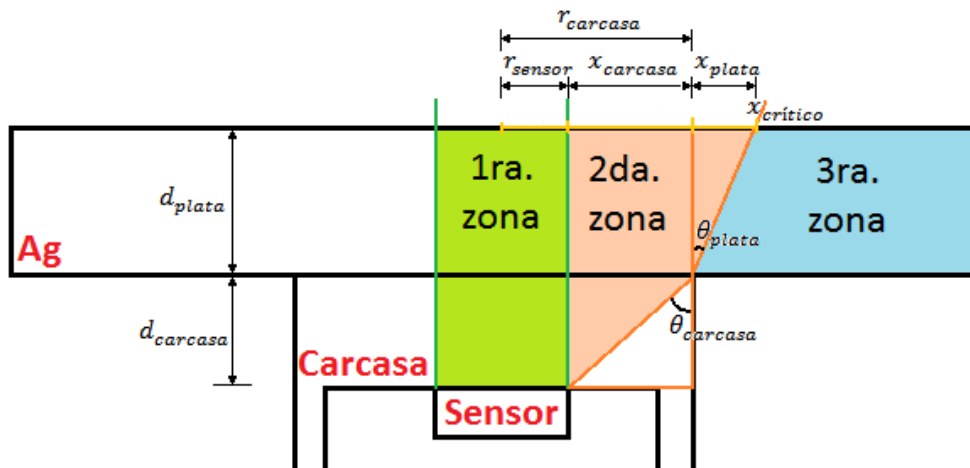 r_carcasa
r_sensor x_carcasa x_plata
x_crítico
1ra. zona
2da. zona
3ra. zona
d_plata
θ_plata
Ag
d_carcasa
θ_carcasa
Carcasa
Sensor